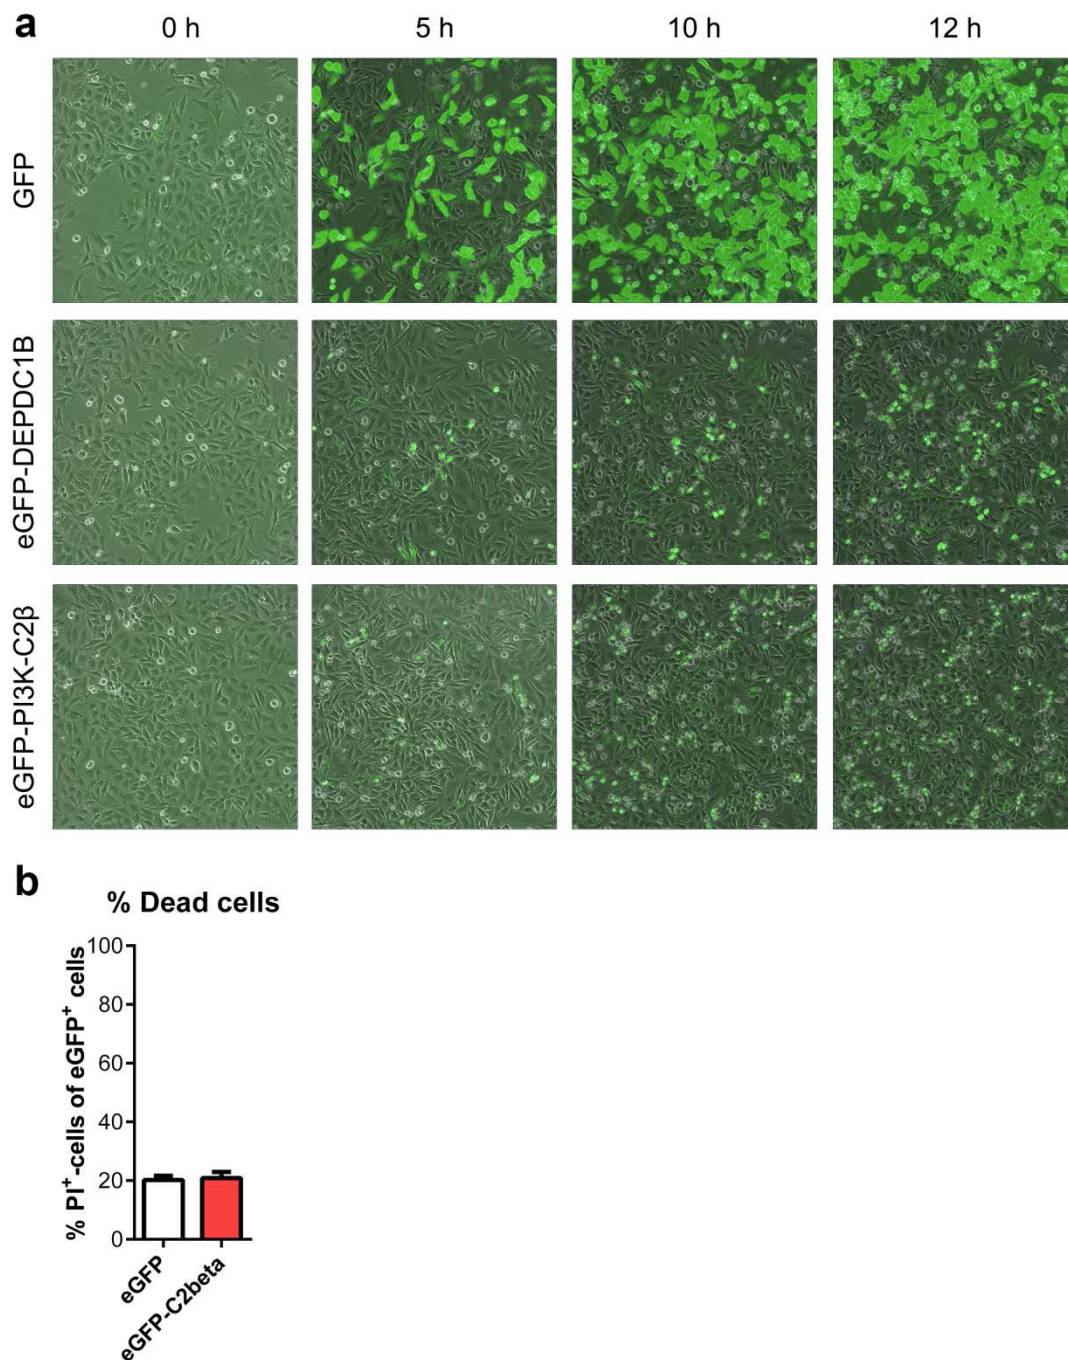 a
0 h 5 h 10 h 12 h
GFP
eGFP-DEPDC1B
eGFP-PI3K-C2β
b
% Dead cells
% PI⁺-cells of eGFP⁺ cells
100
80
60
40
20
0
eGFP
eGFP-C2beta